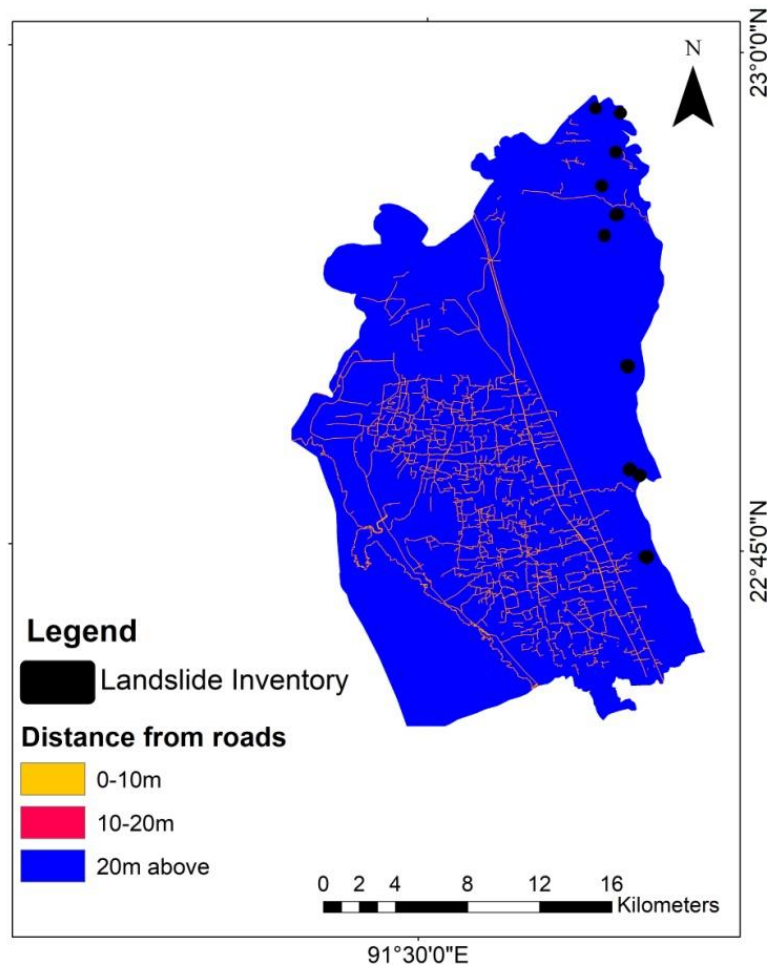 23°0'0"N
N
22°45'0"N
Legend
Landslide Inventory
Distance from roads
0-10m
10-20m
20m above
0 2 4 8 12 16
Kilometers
91°30'0"E